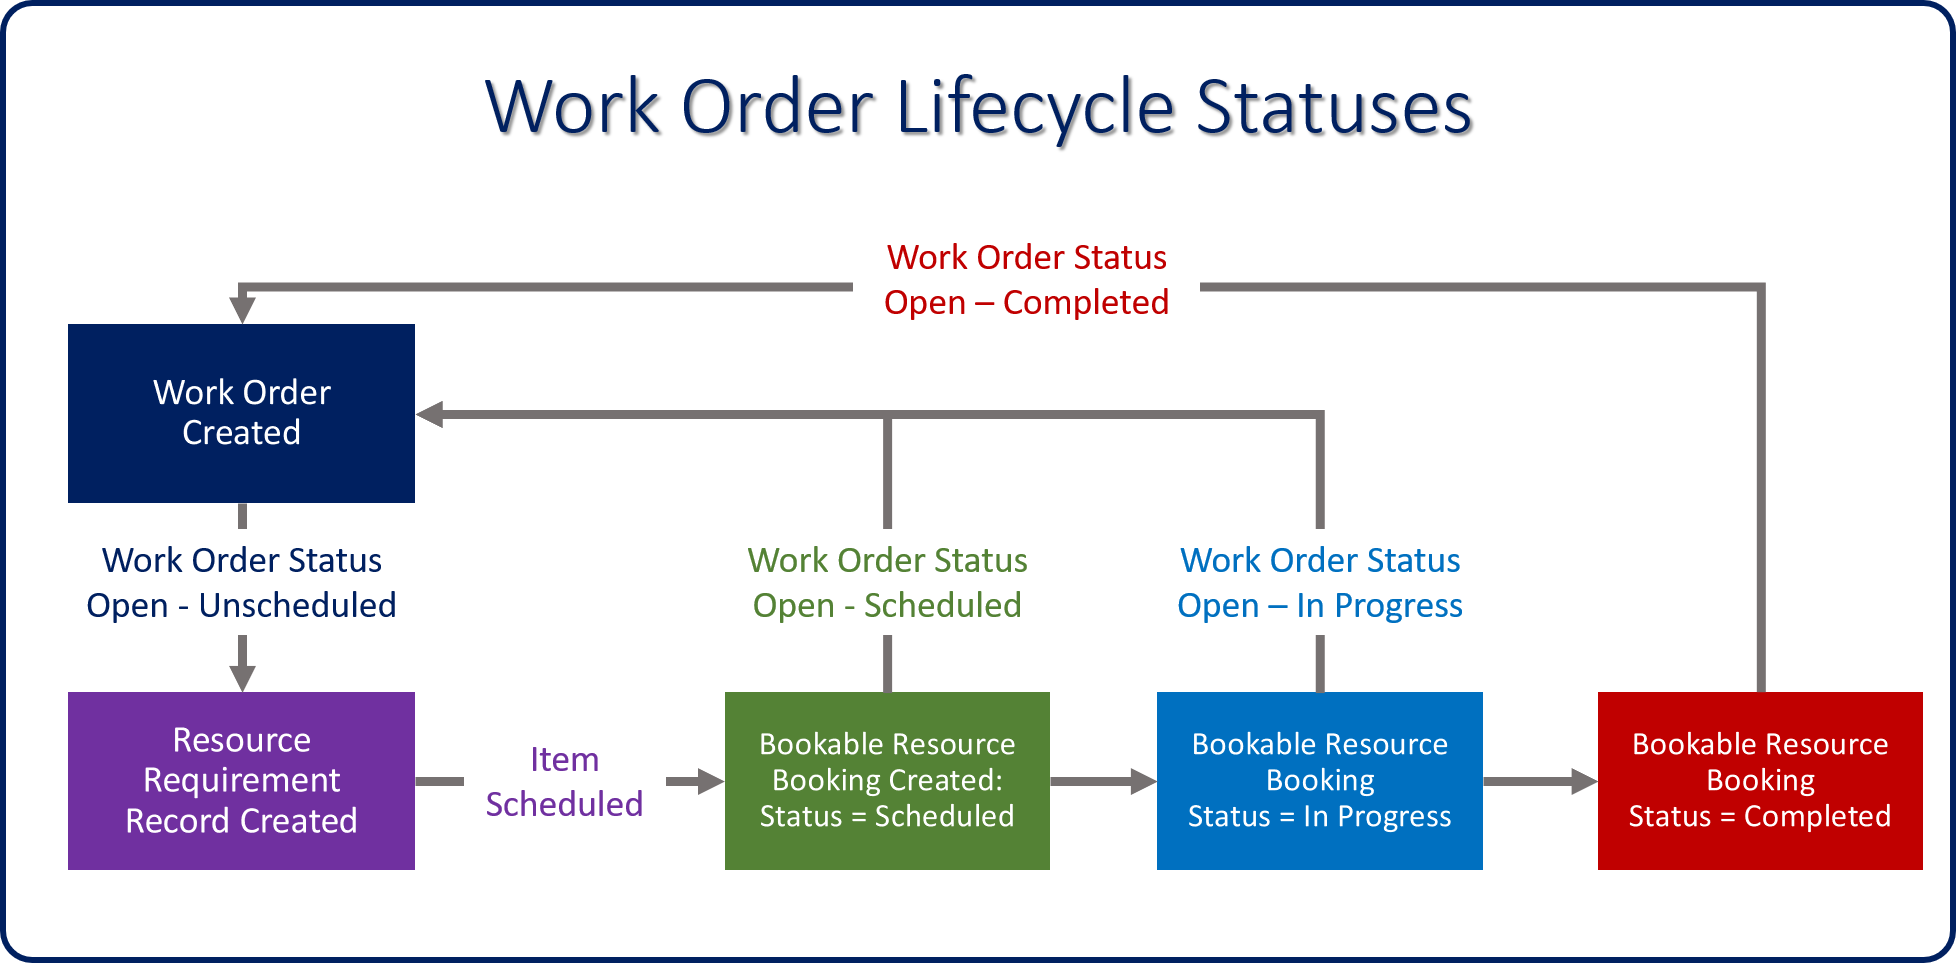 Work Order Lifecycle Statuses
Work Order Status
Open – Completed
Work Order
Created
Work Order Status
Open - Unscheduled
Work Order Status
Open - Scheduled
Work Order Status
Open – In Progress
Resource
Requirement
Record Created
Item
Scheduled
Bookable Resource
Booking Created:
Status = Scheduled
Bookable Resource
Booking
Status = In Progress
Bookable Resource
Booking
Status = Completed